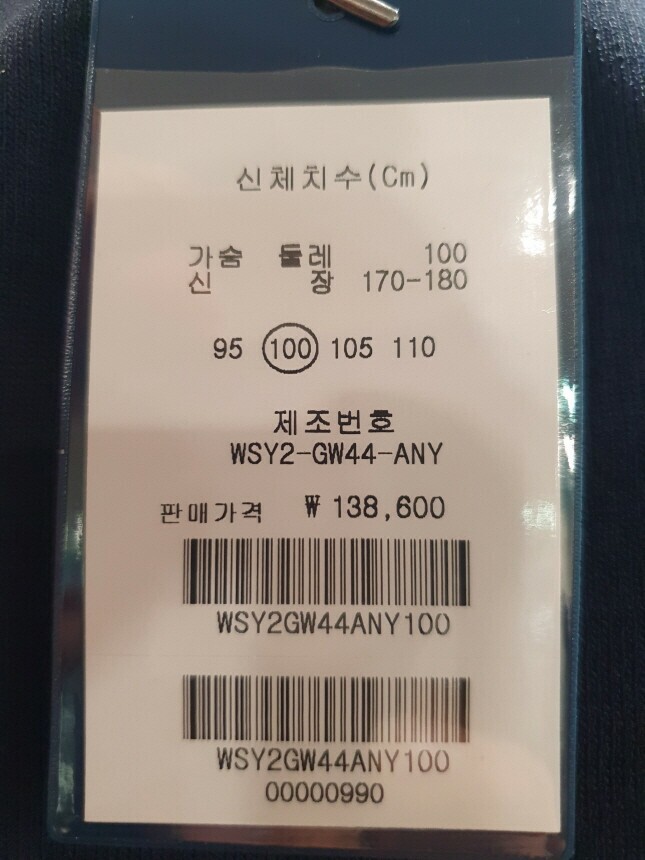 신체치수(Cm)
가슴 둘레 100
신 장 170-180
95 100 105 110
제조번호
WSY2-GW44-ANY
판매가격 ₩ 138,600
WSY2GW44ANY100
WSY2GW44ANY100
00000990